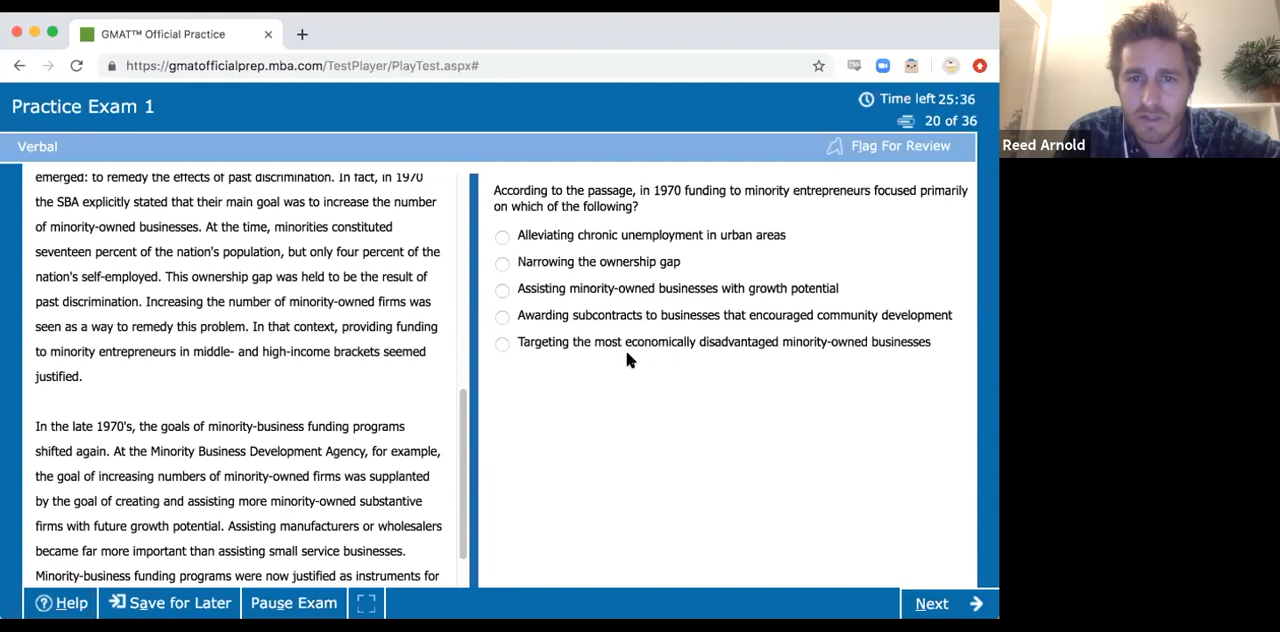 GMAT™ Official Practice
https://gmatofficialprep.mba.com/TestPlayer/PlayTest.aspx#
Practice Exam 1
Time left 25:36
20 of 36
Verbal
Flag For Review
Reed Arnold
emerged: to remedy the effects of past discrimination. In fact, in 1970
the SBA explicitly stated that their main goal was to increase the number
of minority-owned businesses. At the time, minorities constituted
seventeen percent of the nation's population, but only four percent of the
nation's self-employed. This ownership gap was held to be the result of
past discrimination. Increasing the number of minority-owned firms was
seen as a way to remedy this problem. In that context, providing funding
to minority entrepreneurs in middle- and high-income brackets seemed
justified.
In the late 1970's, the goals of minority-business funding programs
shifted again. At the Minority Business Development Agency, for example,
the goal of increasing numbers of minority-owned firms was supplanted
by the goal of creating and assisting more minority-owned substantive
firms with future growth potential. Assisting manufacturers or wholesalers
became far more important than assisting small service businesses.
Minority-business funding programs were now justified as instruments for
According to the passage, in 1970 funding to minority entrepreneurs focused primarily
on which of the following?
Alleviating chronic unemployment in urban areas
Narrowing the ownership gap
Assisting minority-owned businesses with growth potential
Awarding subcontracts to businesses that encouraged community development
Targeting the most economically disadvantaged minority-owned businesses
Help
Save for Later
Pause Exam
Next